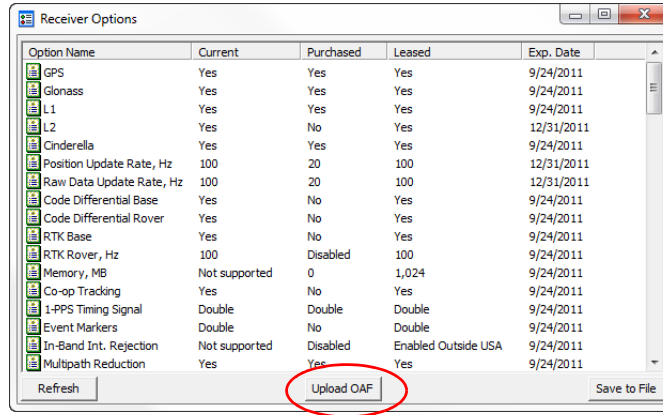 Receiver Options
Option Name Current Purchased Leased Exp. Date
GPS Yes Yes Yes 9/24/2011
Glonass Yes Yes Yes 9/24/2011
L1 Yes Yes Yes 9/24/2011
L2 Yes No Yes 12/31/2011
Cinderella Yes Yes Yes 9/24/2011
Position Update Rate, Hz 100 20 100 12/31/2011
Raw Data Update Rate, Hz 100 20 100 12/31/2011
Code Differential Base Yes No Yes 9/24/2011
Code Differential Rover Yes No Yes 9/24/2011
RTK Base Yes No Yes 9/24/2011
RTK Rover, Hz 100 Disabled 100 9/24/2011
Memory, MB Not supported 0 1,024 9/24/2011
Co-op Tracking Yes No Yes 9/24/2011
1-PPS Timing Signal Double Double Double 9/24/2011
Event Markers Double No Double 9/24/2011
In-Band Int. Rejection Not supported Disabled Enabled Outside USA 9/24/2011
Multipath Reduction Yes Yes Yes 9/24/2011
Refresh Upload OAF Save to File